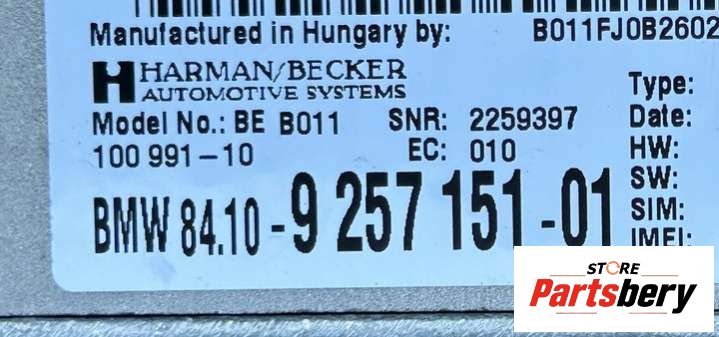 Manufactured in Hungary by:
B011FJ0B2602
HARMAN/BECKER
AUTOMOTIVE SYSTEMS
Type:
Model No.: BE B011 SNR: 2259397
Date:
100 991-10 EC: 010
HW:
BMW 84.10-9 257 151-01
SW:
SIM:
IMEI:
STORE
Partsbery